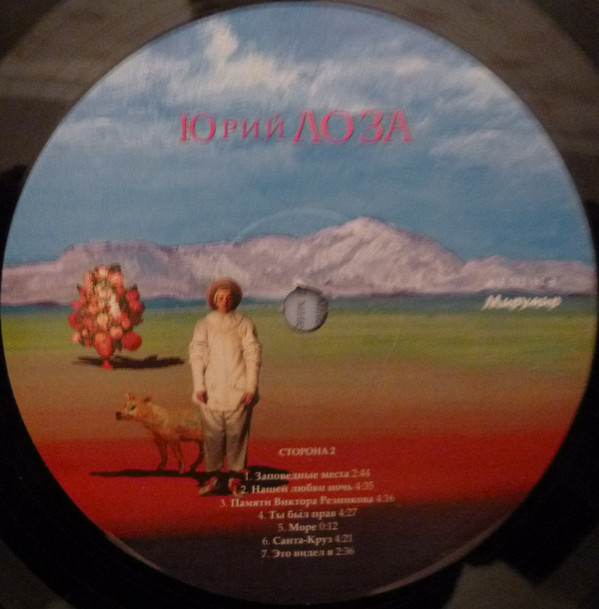 Юрий ЛОЗА
Мирумир
СТОРОНА 2
1. Заповедные места 2:44
2. Нашей любви ночь 4:35
3. Памяти Виктора Резникова 4:16
4. Ты был прав 4:27
5. Море 0:12
6. Санта-Круз 4:21
7. Это видел я 2:36